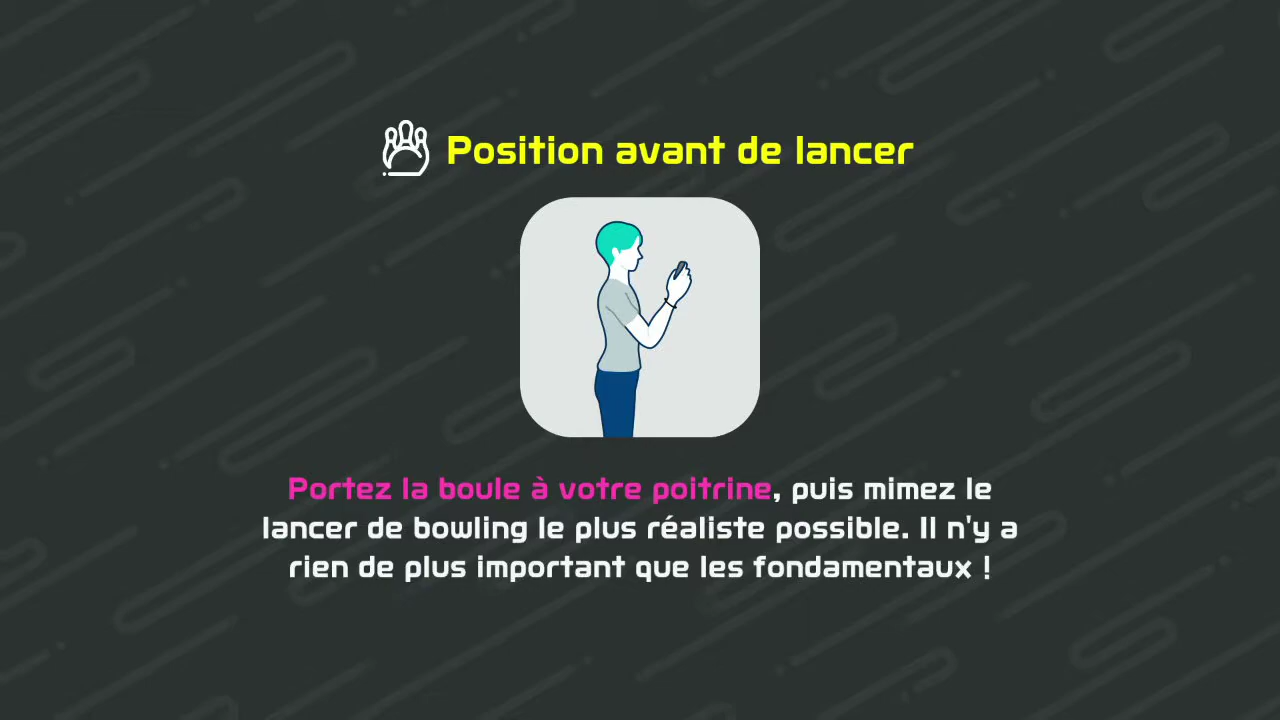 Position avant de lancer
Portez la boule à votre poitrine, puis mimez le
lancer de bowling le plus réaliste possible. Il n'y a
rien de plus important que les fondamentaux !